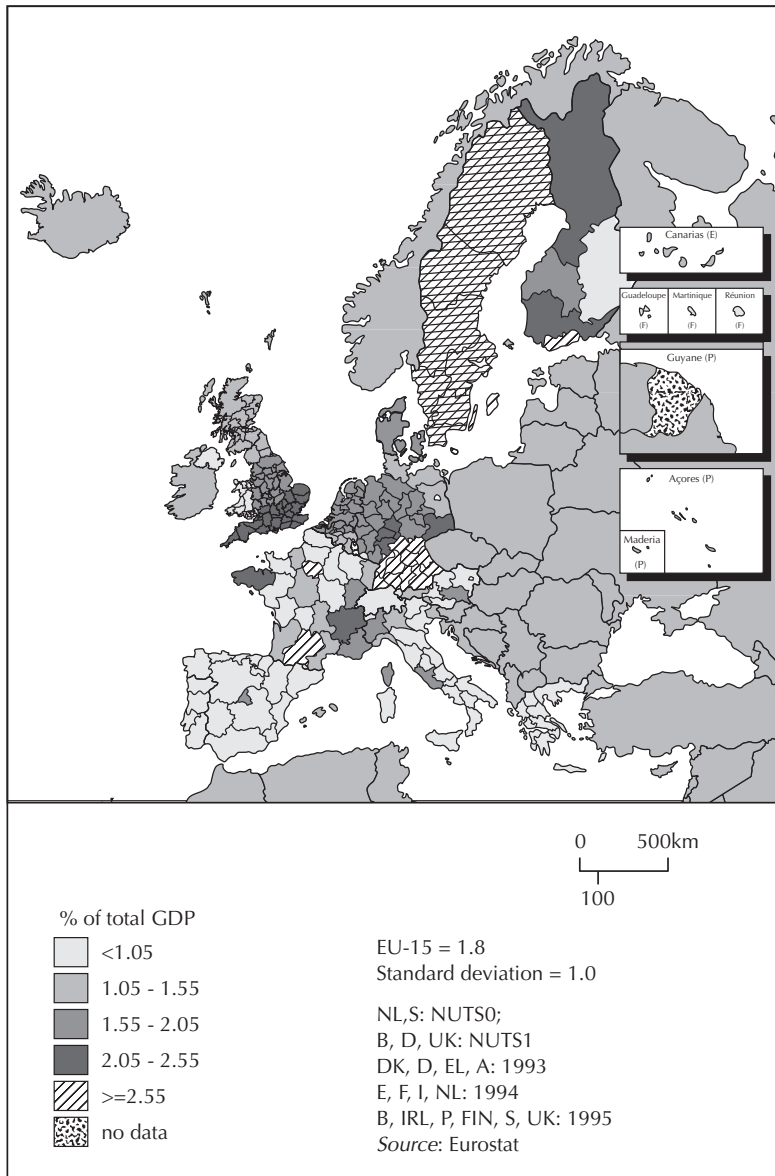 Canarias (E)
Guadeloupe
(F)
Martinique
(F)
Réunion
(F)
Guyane (P)
Açores (P)
Maderia
(P)
0 500km
100
% of total GDP
<1.05
1.05 - 1.55
1.55 - 2.05
2.05 - 2.55
>=2.55
no data
EU-15 = 1.8
Standard deviation = 1.0
NL,S: NUTS0;
B, D, UK: NUTS1
DK, D, EL, A: 1993
E, F, I, NL: 1994
B, IRL, P, FIN, S, UK: 1995
Source: Eurostat